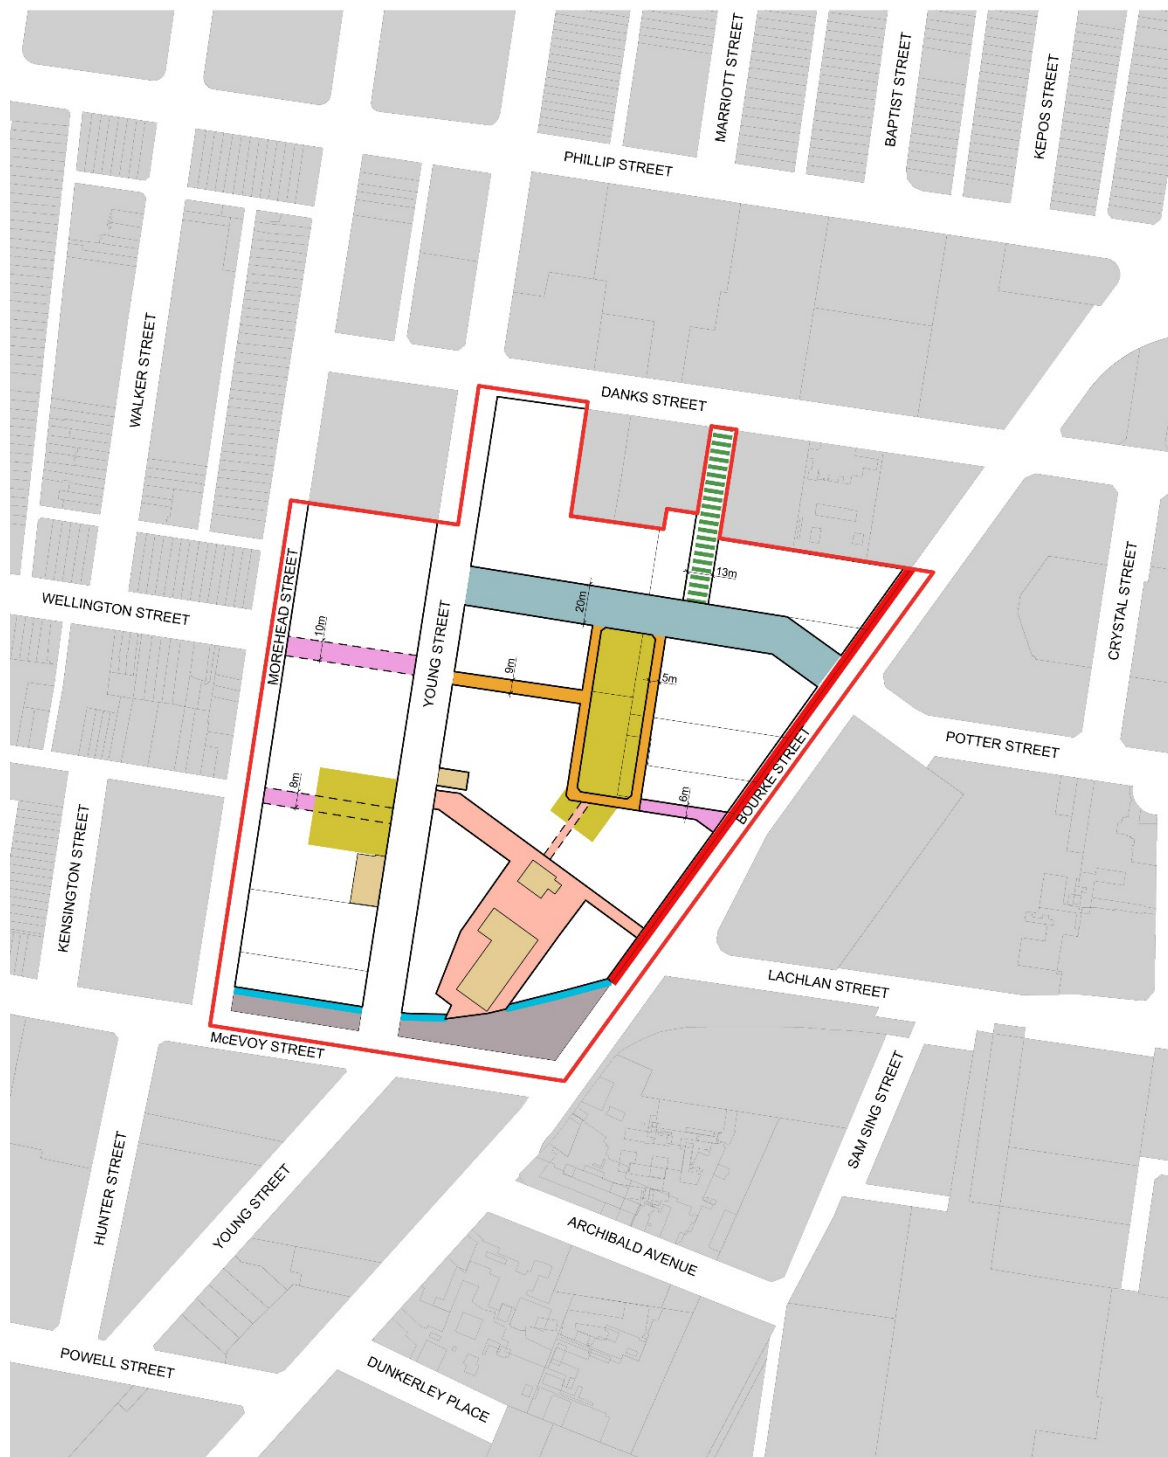 MARRIOTT STREET
BAPTIST STREET
KEPOS STREET
PHILLIP STREET
WALKER STREET
DANKS STREET
WELLINGTON STREET
MOREHEAD STREET
10m
YOUNG STREET
9m
20m
13m
5m
CRYSTAL STREET
POTTER STREET
BOURKE STREET
6m
8m
KENSINGTON STREET
LACHLAN STREET
McEVOY STREET
HUNTER STREET
YOUNG STREET
SAM SING STREET
ARCHIBALD AVENUE
POWELL STREET
DUNKERLEY PLACE